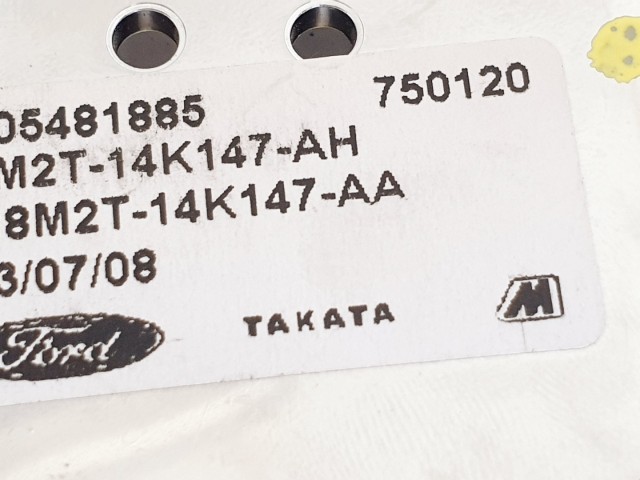 05481885 750120
M2T-14K147-AH
8M2T-14K147-AA
3/07/08
Ford TAKATA M